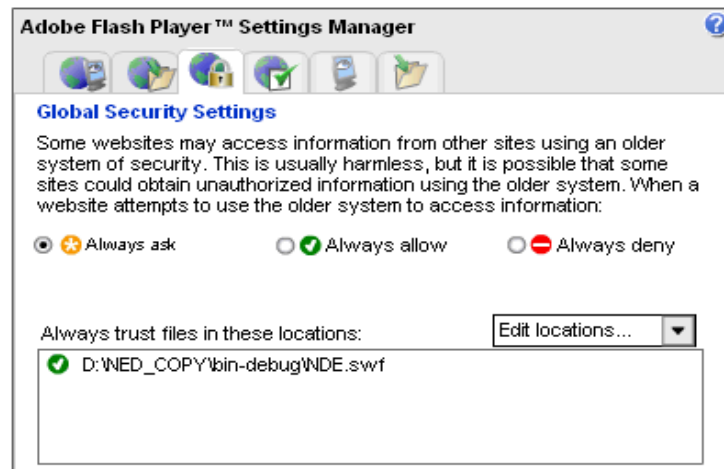 Adobe Flash Player™ Settings Manager
?
Global Security Settings
Some websites may access information from other sites using an older
system of security. This is usually harmless, but it is possible that some
sites could obtain unauthorized information using the older system. When a
website attempts to use the older system to access information:
Always ask Always allow Always deny
Always trust files in these locations: Edit locations...
D:\NED_COPY\bin-debug\NDE.swf